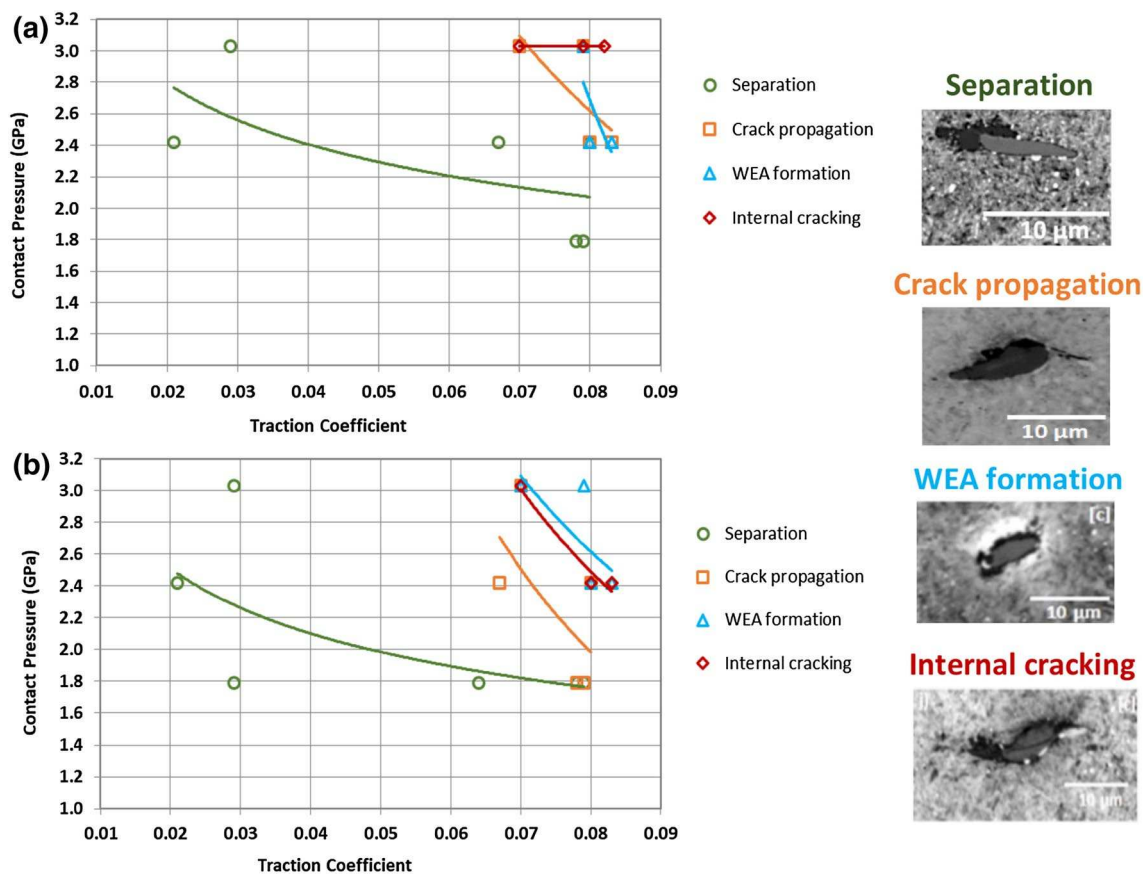 (a)
3.2
3.0
2.8
2.6
2.4
2.2
2.0
1.8
1.6
1.4
1.2
1.0
Contact Pressure (GPa)
0.01 0.02 0.03 0.04 0.05 0.06 0.07 0.08 0.09
Traction Coefficient
Separation
Crack propagation
WEA formation
Internal cracking
(b)
3.2
3.0
2.8
2.6
2.4
2.2
2.0
1.8
1.6
1.4
1.2
1.0
Contact Pressure (GPa)
0.01 0.02 0.03 0.04 0.05 0.06 0.07 0.08 0.09
Traction Coefficient
Separation
Crack propagation
WEA formation
Internal cracking
Separation
10 µm
Crack propagation
10 µm
WEA formation
[c]
10 µm
Internal cracking
10 µm